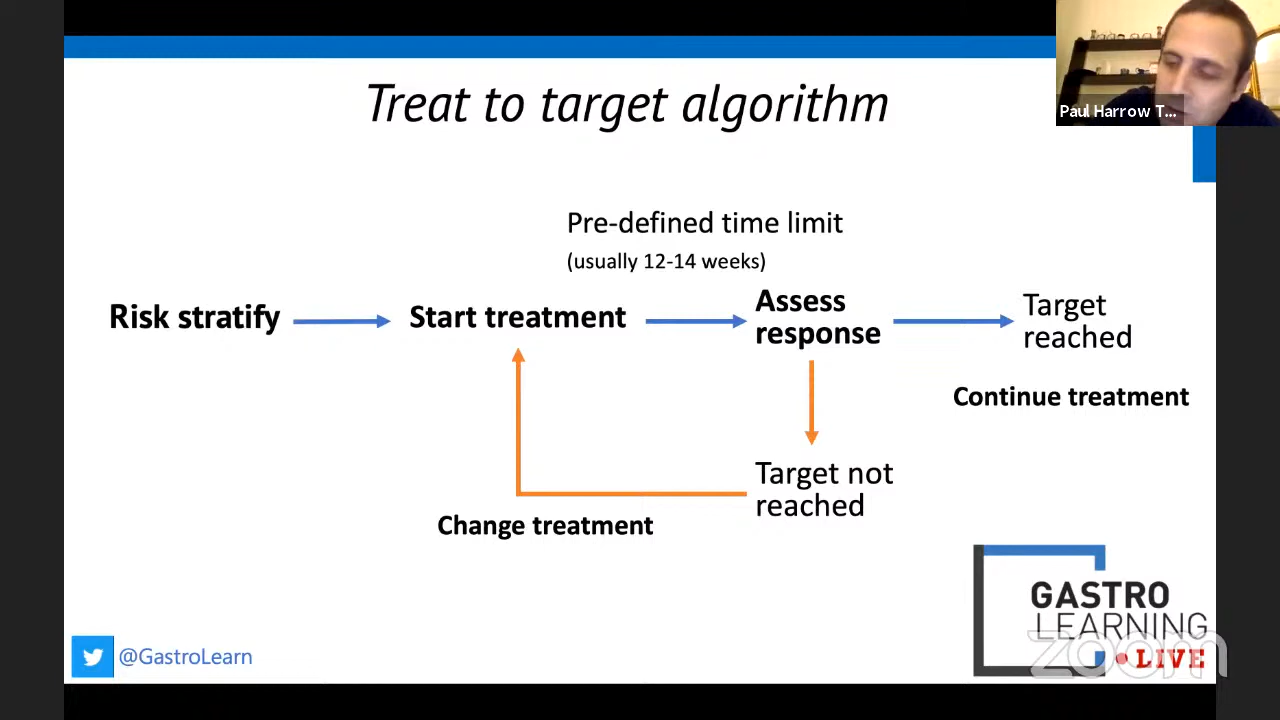 Treat to target algorithm
Paul Harrow T...
Pre-defined time limit
(usually 12-14 weeks)
Risk stratify
Start treatment
Assess
response
Target
reached
Continue treatment
Target not
reached
Change treatment
GASTRO
LEARNING
LIVE
zoom
@GastroLearn